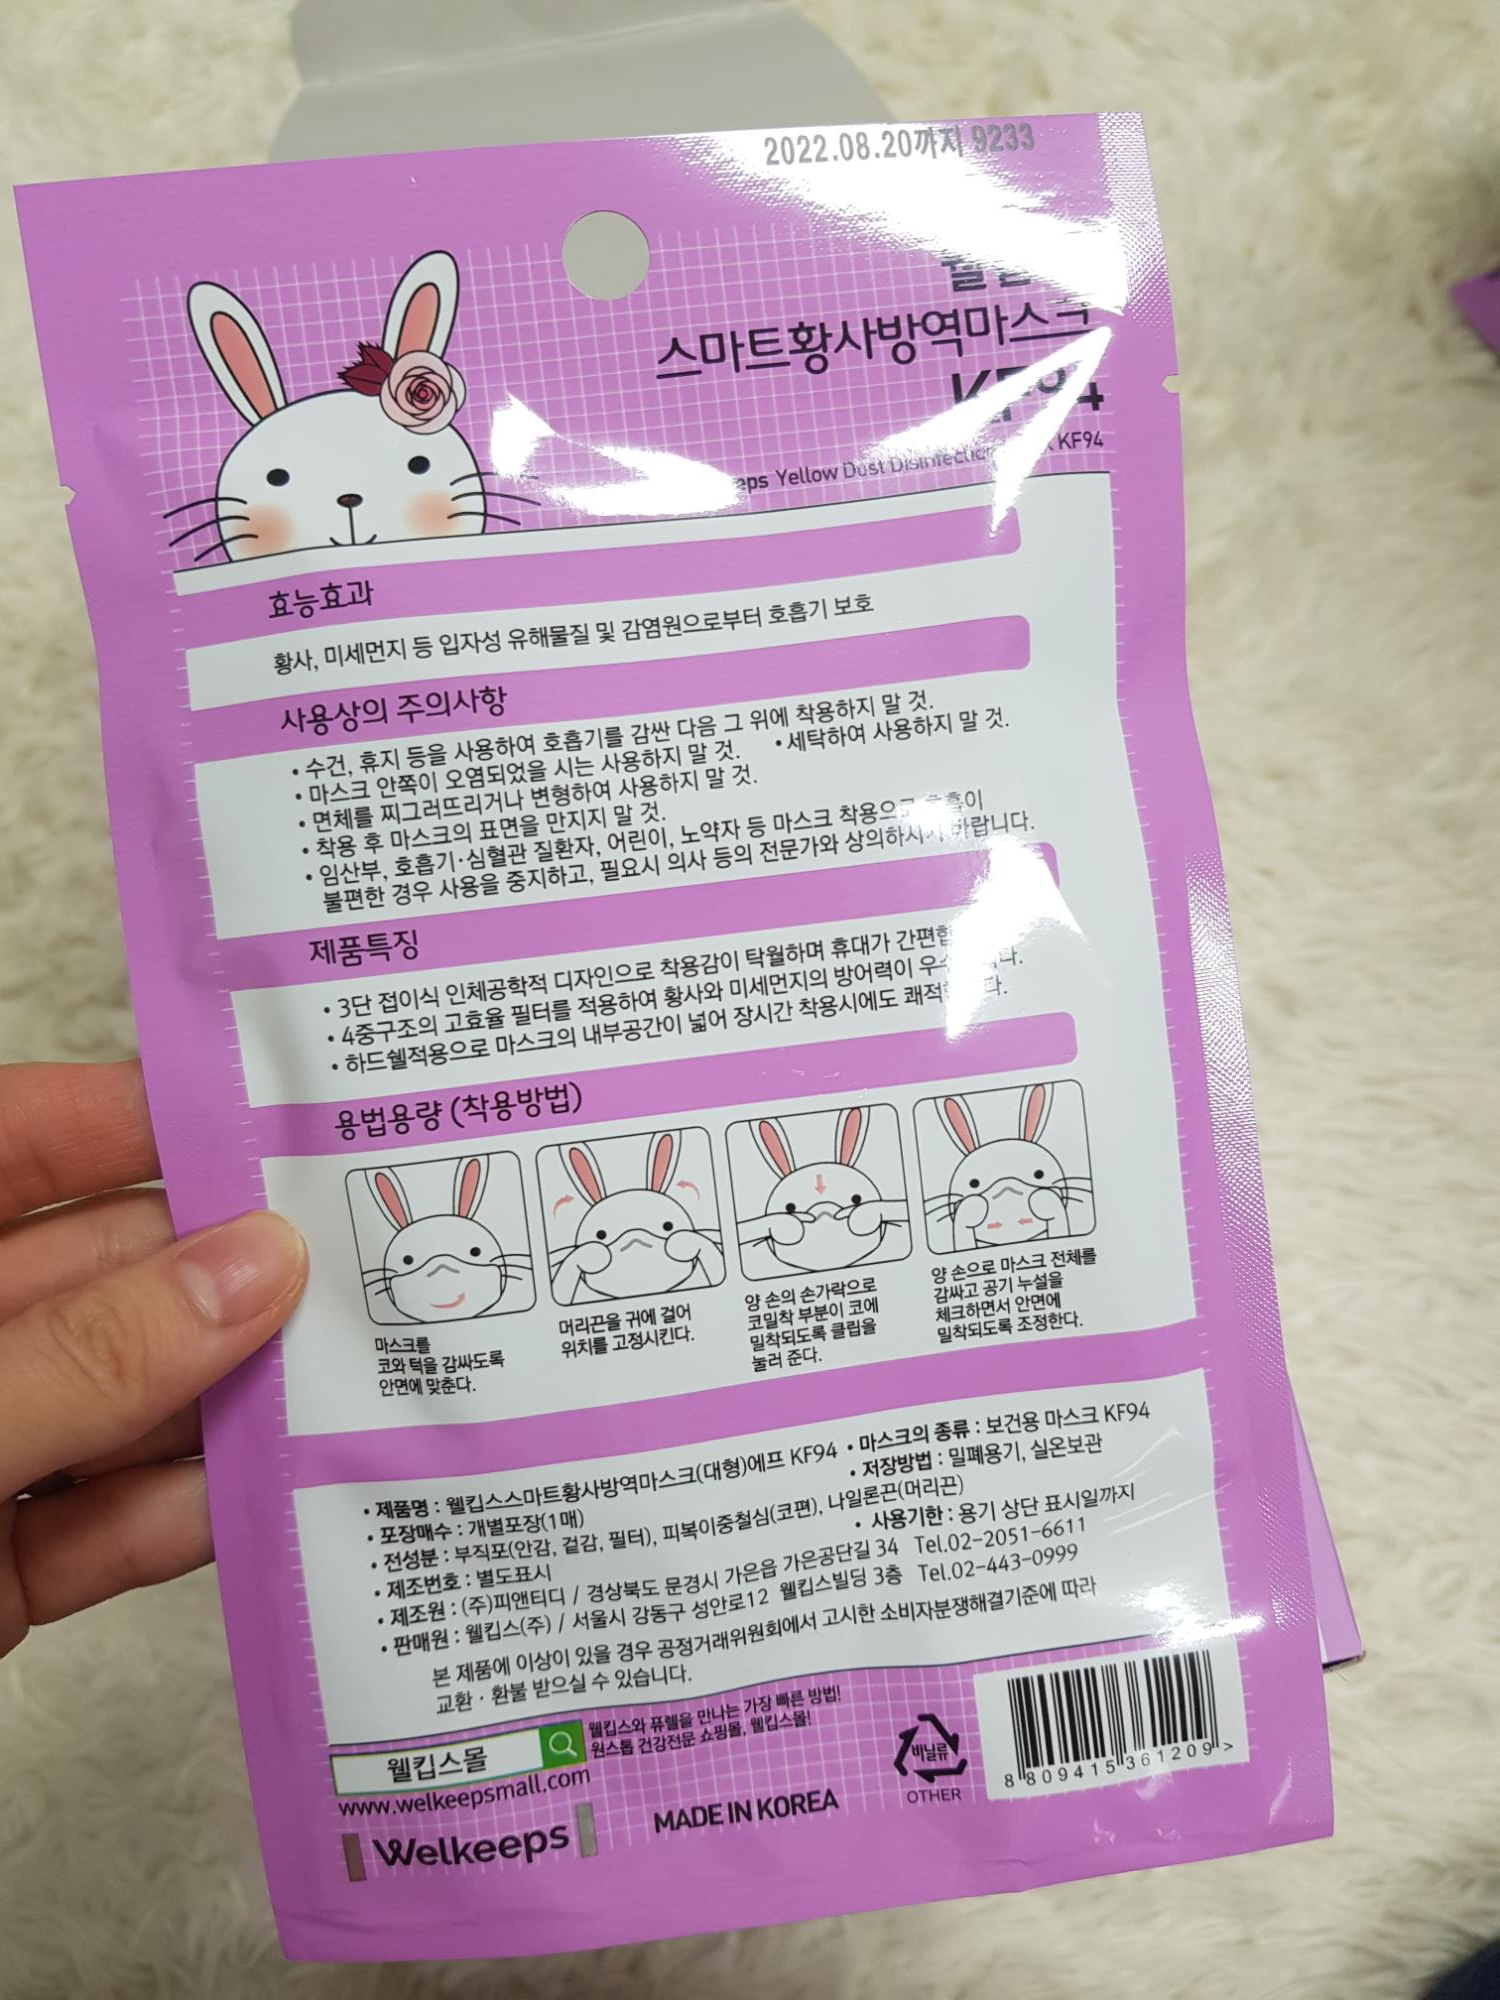 2022.08.20까지 9233
스마트황사방역마스크
KF94
Yellow Dust Disinfection KF94
효능효과
황사, 미세먼지 등 입자성 유해물질 및 감염원으로부터 호흡기 보호
사용상의 주의사항
• 수건, 휴지 등을 사용하여 호흡기를 감싼 다음 그 위에 착용하지 말 것.
• 마스크 안쪽이 오염되었을 시는 사용하지 말 것. • 세탁하여 사용하지 말 것.
• 면체를 찌그러뜨리거나 변형하여 사용하지 말 것.
• 착용 후 마스크의 표면을 만지지 말 것.
• 임산부, 호흡기·심혈관 질환자, 어린이, 노약자 등 마스크 착용으로 호흡이
불편한 경우 사용을 중지하고, 필요시 의사 등의 전문가와 상의하시기 바랍니다.
제품특징
• 3단 접이식 인체공학적 디자인으로 착용감이 탁월하며 휴대가
• 4중구조의 고효율 필터를 적용하여 황사와 미세먼지의 방어력이
• 하드쉘적용으로 마스크의 내부공간이 넓어 장시간 착용시에도
용법용량 (착용방법)
마스크를
코와 턱을 감싸도록
안면에 맞춘다.
머리끈을 귀에 걸어
위치를 고정시킨다.
양 손의 손가락으로
코밀착 부분이 코에
밀착되도록 클립을
눌러 준다.
양 손으로 마스크 전체를
감싸고 공기 누설을
체크하면서 안면에
밀착되도록 조정한다.
• 제품명 : 웰킵스스마트황사방역마스크(대형)에프 KF94 • 마스크의 종류 : 보건용 마스크 KF94
• 포장매수 : 개별포장(1매) • 저장방법 : 밀폐용기, 실온보관
• 전성분 : 부직포(안감, 겉감, 필터), 피복이중철심(코편), 나일론끈(머리끈)
• 제조번호 : 별도표시 • 사용기한 : 용기 상단 표시일까지
• 제조원 : (주)피앤티디 / 경상북도 문경시 가은읍 가은공단길 34 Tel.02-2051-6611
• 판매원 : 웰킵스(주) / 서울시 강동구 성안로12 웰킵스빌딩 3층 Tel.02-443-0999
본 제품에 이상이 있을 경우 공정거래위원회에서 고시한 소비자분쟁해결기준에 따라
교환 · 환불 받으실 수 있습니다.
웰킵스몰
웰킵스와 퓨렐을 만나는 가장 빠른 방법!
원스톱 건강전문 쇼핑몰, 웰킵스몰!
www.welkeepsmall.com
Welkeeps
MADE IN KOREA
비닐류
OTHER
8 809415 361209 >